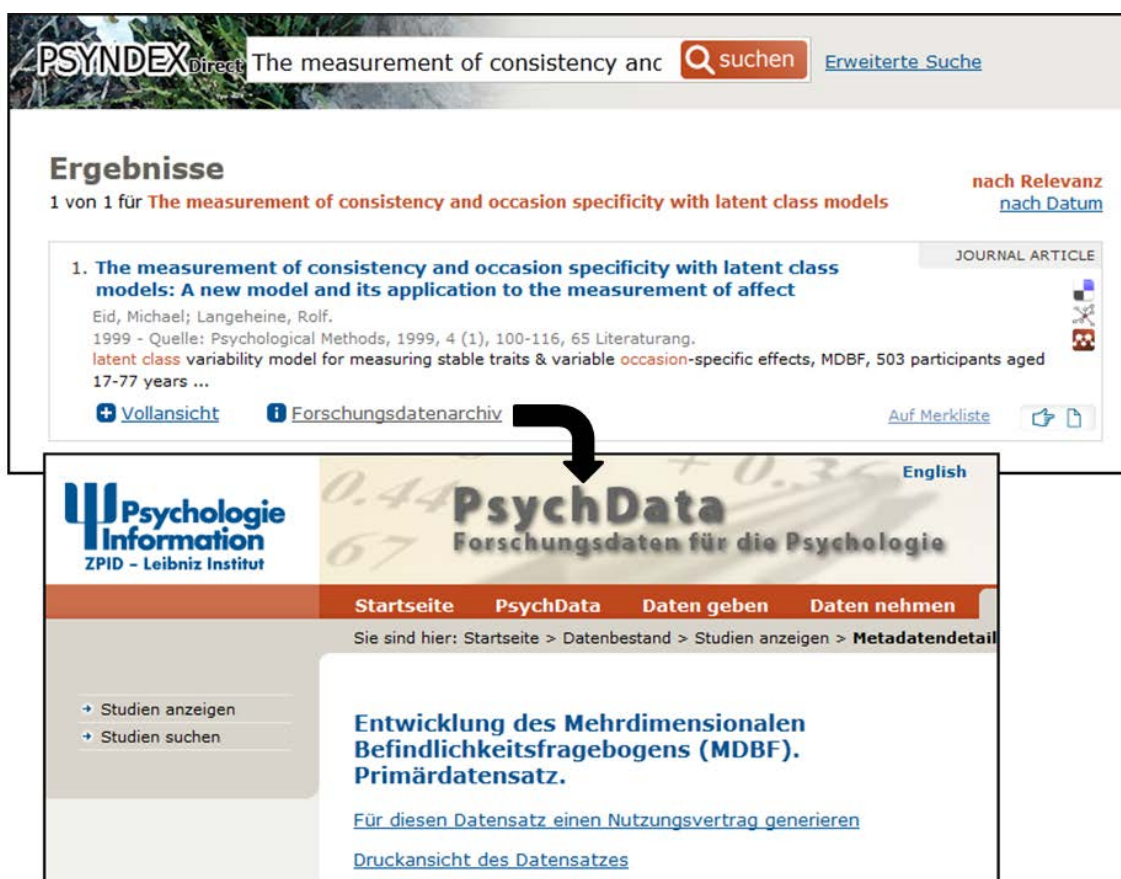 PSYNDEX Direct The measurement of consistency anc suchen Erweiterte Suche
Ergebnisse
nach Relevanz
1 von 1 für The measurement of consistency and occasion specificity with latent class models
nach Datum
JOURNAL ARTICLE
1. The measurement of consistency and occasion specificity with latent class
models: A new model and its application to the measurement of affect
Eid, Michael; Langeheine, Rolf.
1999 - Quelle: Psychological Methods, 1999, 4 (1), 100-116, 65 Literaturang.
latent class variability model for measuring stable traits & variable occasion-specific effects, MDBF, 503 participants aged
17-77 years ...
Vollansicht Forschungsdatenarchiv Auf Merkliste
English
0.44 + 0.36
67
Psychologie
Information
ZPID – Leibniz Institut
PsychData
Forschungsdaten für die Psychologie
Startseite PsychData Daten geben Daten nehmen
Sie sind hier: Startseite > Datenbestand > Studien anzeigen > Metadatendetail
Studien anzeigen
Studien suchen
Entwicklung des Mehrdimensionalen
Befindlichkeitsfragebogens (MDBF).
Primärdatensatz.
Für diesen Datensatz einen Nutzungsvertrag generieren
Druckansicht des Datensatzes